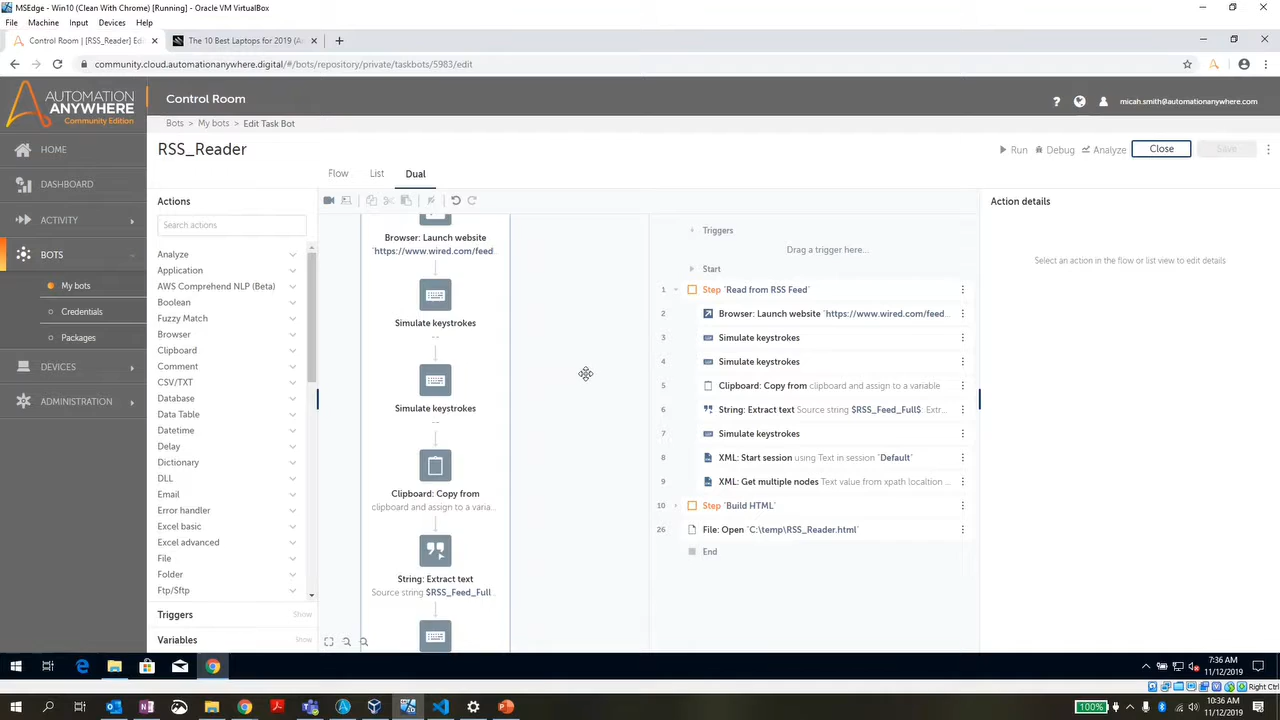 MSEdge - Win10 (Clean With Chrome) [Running] - Oracle VM VirtualBox
File Machine Input Devices Help
Control Room | [RSS_Reader] Edi
The 10 Best Laptops for 2019 (A
community.cloud.automationanywhere.digital/#/bots/repository/private/taskbots/5983/edit
AUTOMATION
ANYWHERE
Community Edition
Control Room
micah.smith@automationanywhere.com
Bots > My bots > Edit Task Bot
RSS_Reader
Run Debug Analyze Close Save
HOME
DASHBOARD
ACTIVITY
BOTS
My bots
Credentials
Packages
DEVICES
ADMINISTRATION
Flow List Dual
Actions
Search actions
Analyze
Application
AWS Comprehend NLP (Beta)
Boolean
Fuzzy Match
Browser
Clipboard
Comment
CSV/TXT
Database
Data Table
Datetime
Delay
Dictionary
DLL
Email
Error handler
Excel basic
Excel advanced
File
Folder
Ftp/Sftp
Triggers Show
Variables Show
Browser: Launch website
"https://www.wired.com/feed...
Simulate keystrokes
--
Simulate keystrokes
--
Clipboard: Copy from
clipboard and assign to a varia...
String: Extract text
Source string $RSS_Feed_Full...
Triggers
Drag a trigger here...
Start
1 Step "Read from RSS Feed"
2 Browser: Launch website "https://www.wired.com/feed...
3 Simulate keystrokes
4 Simulate keystrokes
5 Clipboard: Copy from clipboard and assign to a variable
6 String: Extract text Source string $RSS_Feed_Full$ Extr...
7 Simulate keystrokes
8 XML: Start session using Text in session "Default"
9 XML: Get multiple nodes Text value from xpath localtion ...
10 Step "Build HTML"
26 File: Open "C:\temp\RSS_Reader.html"
End
Action details
Select an action in the flow or list view to edit details
7:36 AM
11/12/2019
Right Ctrl
100%
10:36 AM
11/12/2019